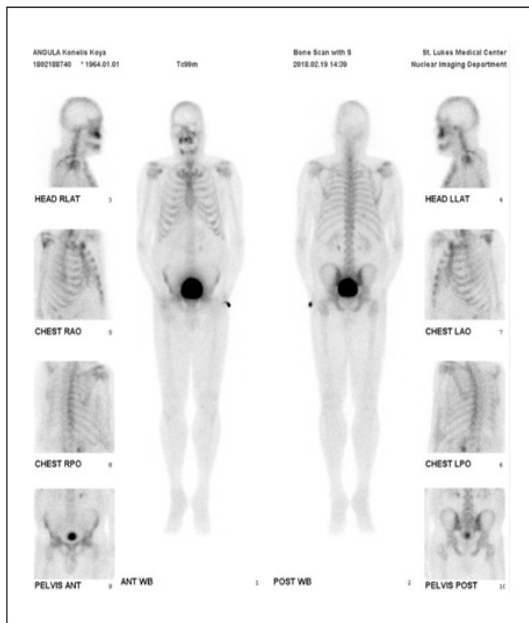 ANGULA Konelis Koya
1802188740 * 1964.01.01
Tc99m
Bone Scan with S
2018.02.19 14:39
St. Lukes Medical Center
Nuclear Imaging Department
HEAD RLAT 3
HEAD LLAT 4
CHEST RAO 5
CHEST LAO 7
CHEST RPO 8
CHEST LPO 6
PELVIS ANT 9
ANT WB 1
POST WB 2
PELVIS POST 10